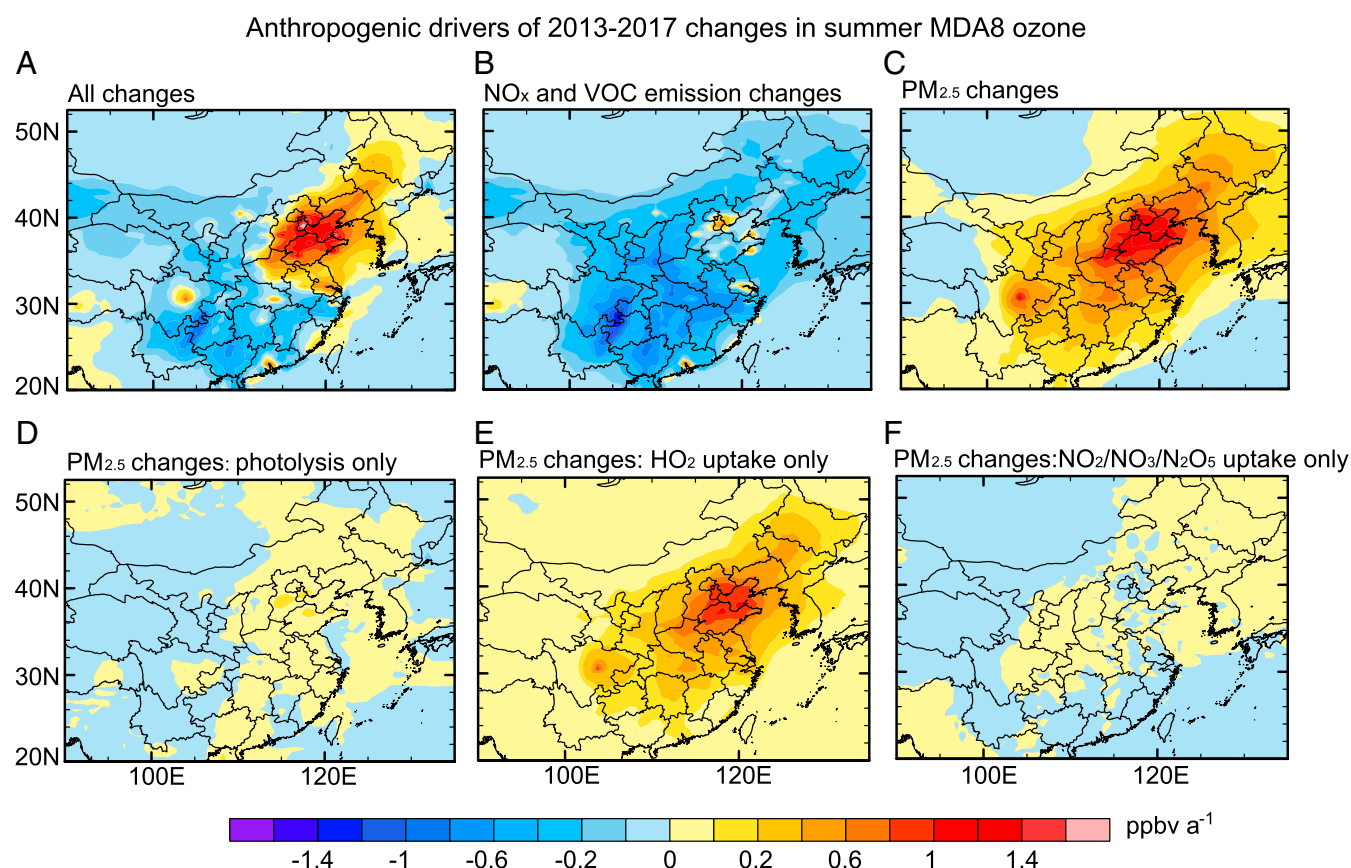 Anthropogenic drivers of 2013-2017 changes in summer MDA8 ozone
A B C
All changes NOx and VOC emission changes PM2.5 changes
50N
40N
30N
20N
D E F
PM2.5 changes: photolysis only PM2.5 changes: HO2 uptake only PM2.5 changes:NO2/NO3/N2O5 uptake only
50N
40N
30N
20N
100E 120E 100E 120E 100E 120E
ppbv a-1
-1.4 -1 -0.6 -0.2 0 0.2 0.6 1 1.4